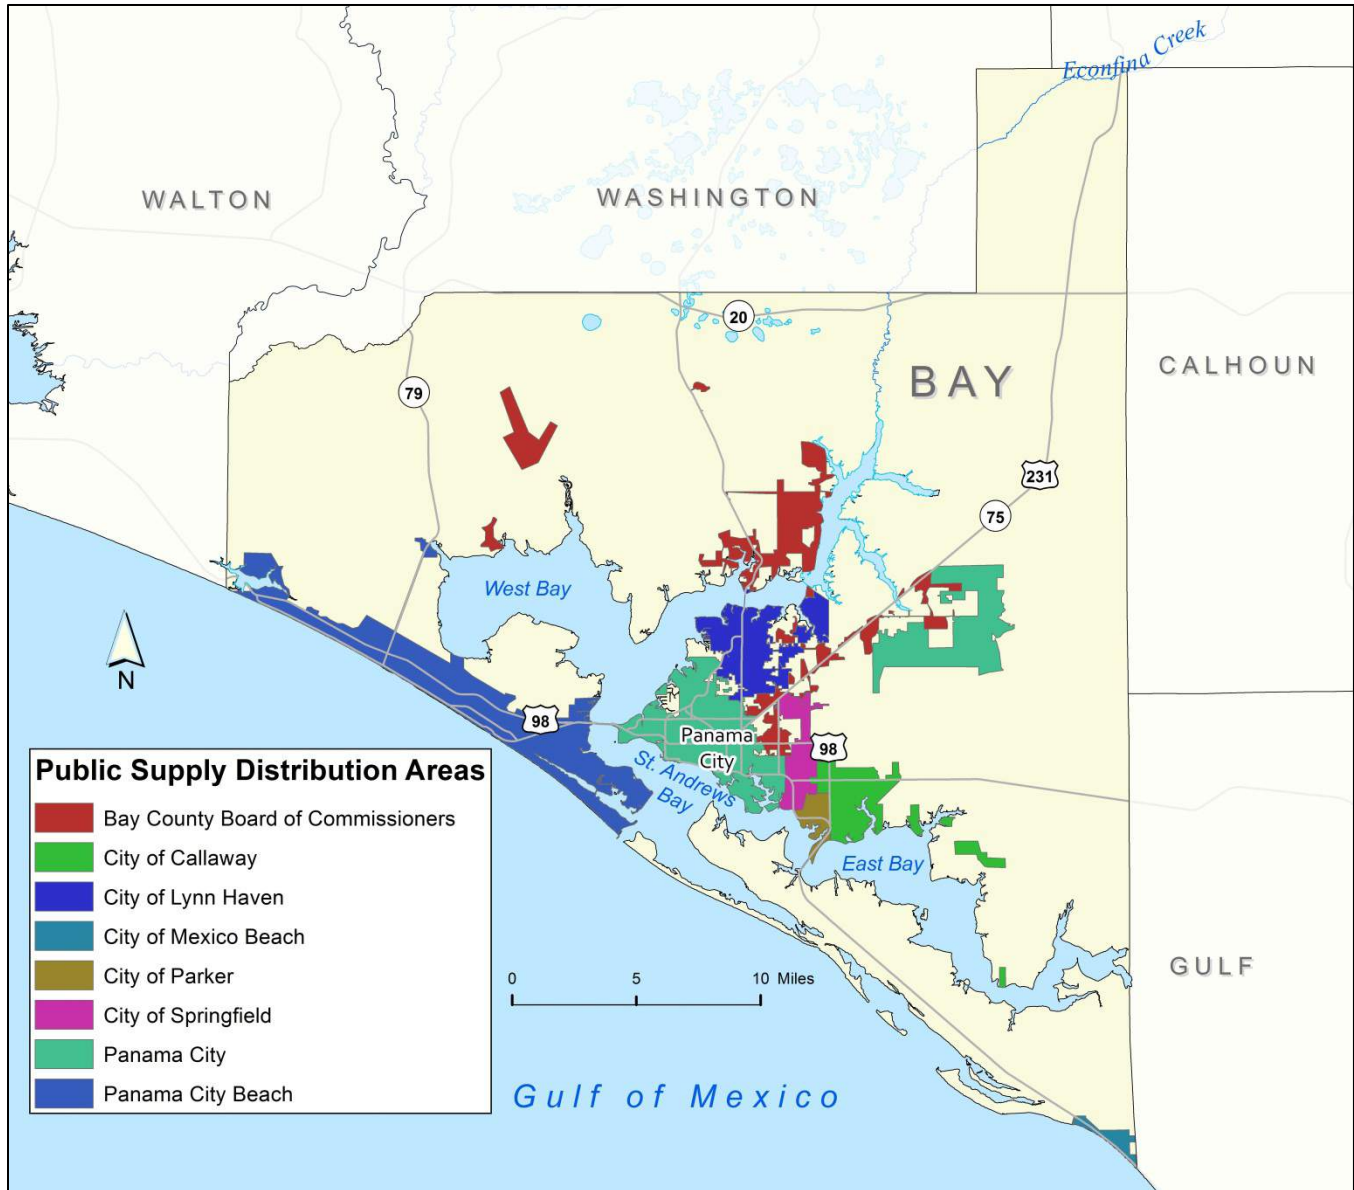 Econfina Creek
WALTON
WASHINGTON
20
BAY
CALHOUN
79
231
75
West Bay
N
98
Panama
City
98
St. Andrews
Bay
East Bay
Public Supply Distribution Areas
Bay County Board of Commissioners
City of Callaway
City of Lynn Haven
City of Mexico Beach
City of Parker
City of Springfield
Panama City
Panama City Beach
0 5 10 Miles
GULF
Gulf of Mexico